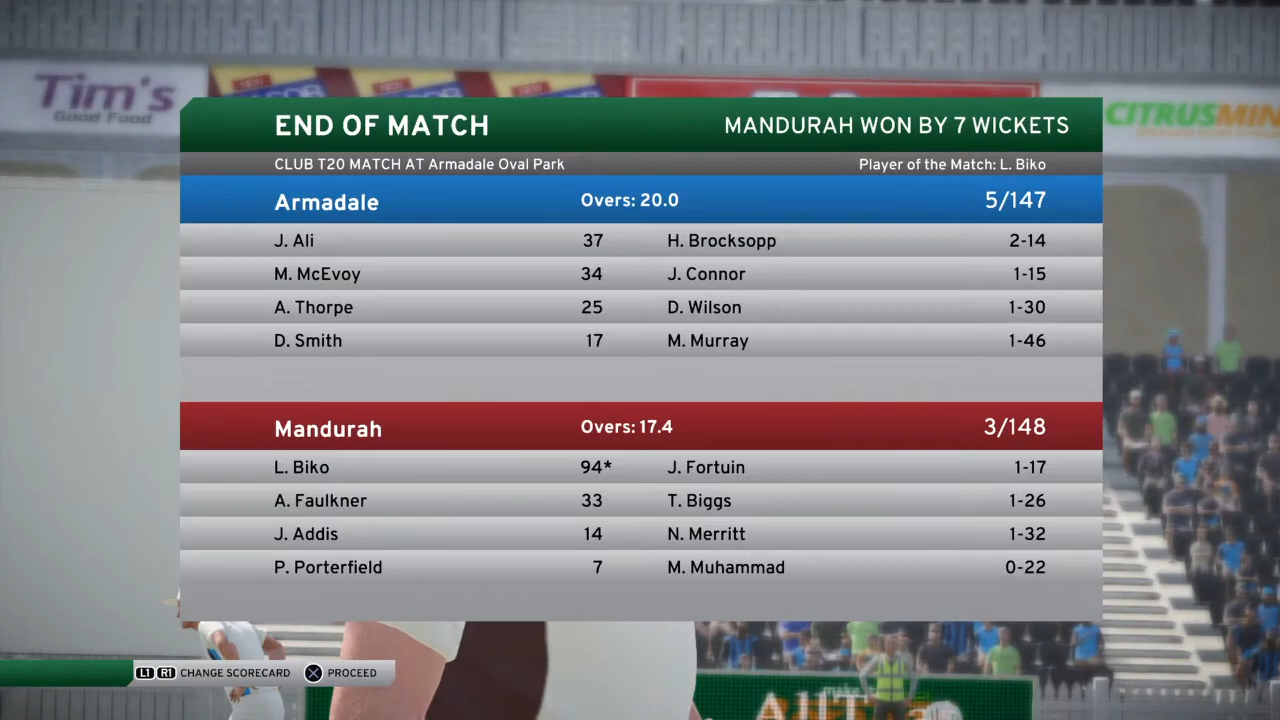 Tim's
Good Food
CITRUSMIN
END OF MATCH
MANDURAH WON BY 7 WICKETS
CLUB T20 MATCH AT Armadale Oval Park
Player of the Match: L. Biko
Armadale Overs: 20.0 5/147
J. Ali 37 H. Brocksopp 2-14
M. McEvoy 34 J. Connor 1-15
A. Thorpe 25 D. Wilson 1-30
D. Smith 17 M. Murray 1-46
Mandurah Overs: 17.4 3/148
L. Biko 94* J. Fortuin 1-17
A. Faulkner 33 T. Biggs 1-26
J. Addis 14 N. Merritt 1-32
P. Porterfield 7 M. Muhammad 0-22
L1 R1 CHANGE SCORECARD PROCEED